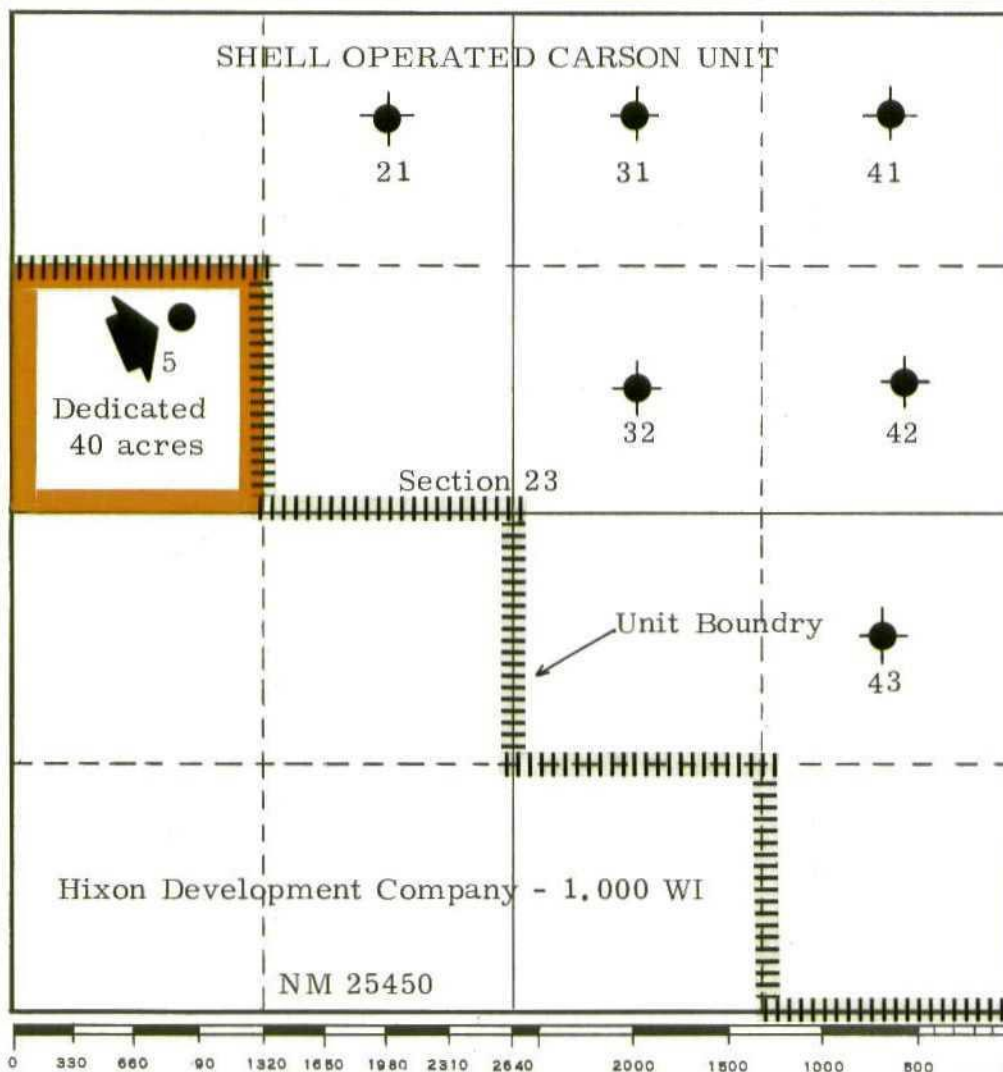 SHELL OPERATED CARSON UNIT
21
31
41
5
Dedicated
40 acres
32
42
Section 23
Unit Boundry
43
Hixon Development Company - 1.000 WI
NM 25450
0 330 660 90 1320 1650 1980 2310 2640 2000 1500 1000 500